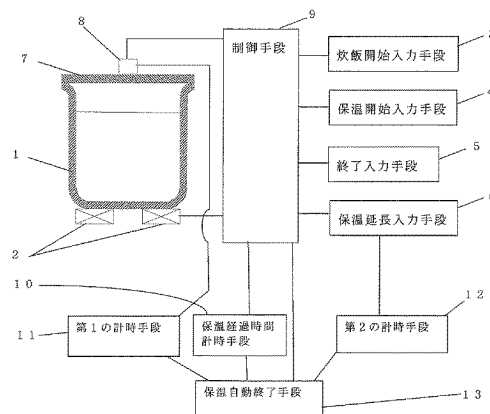 8
9
7
制御手段
炊飯開始入力手段
4
保温開始入力手段
1
5
終了入力手段
保温延長入力手段
2
10
12
11
第1の計時手段
保温経過時間
計時手段
第2の計時手段
保温自動終了手段
13